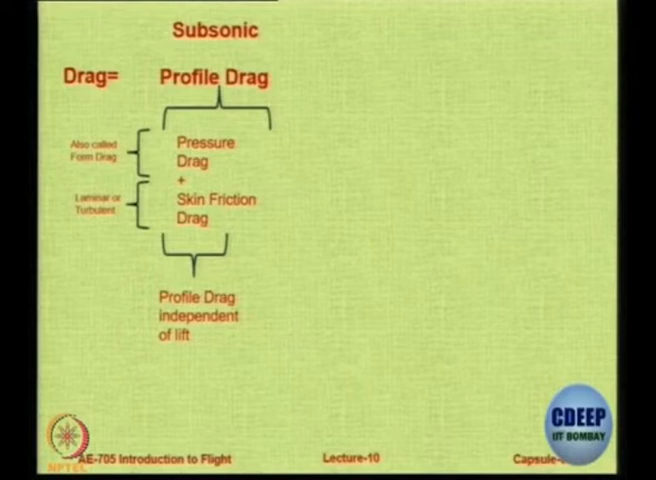 Subsonic
Drag= Profile Drag
Also called
Form Drag
Pressure
Drag
+
Laminar or
Turbulent
Skin Friction
Drag
Profile Drag
independent
of lift
CDEEP
IIT BOMBAY
NPTEL
AE-705 Introduction to Flight Lecture-10 Capsule-